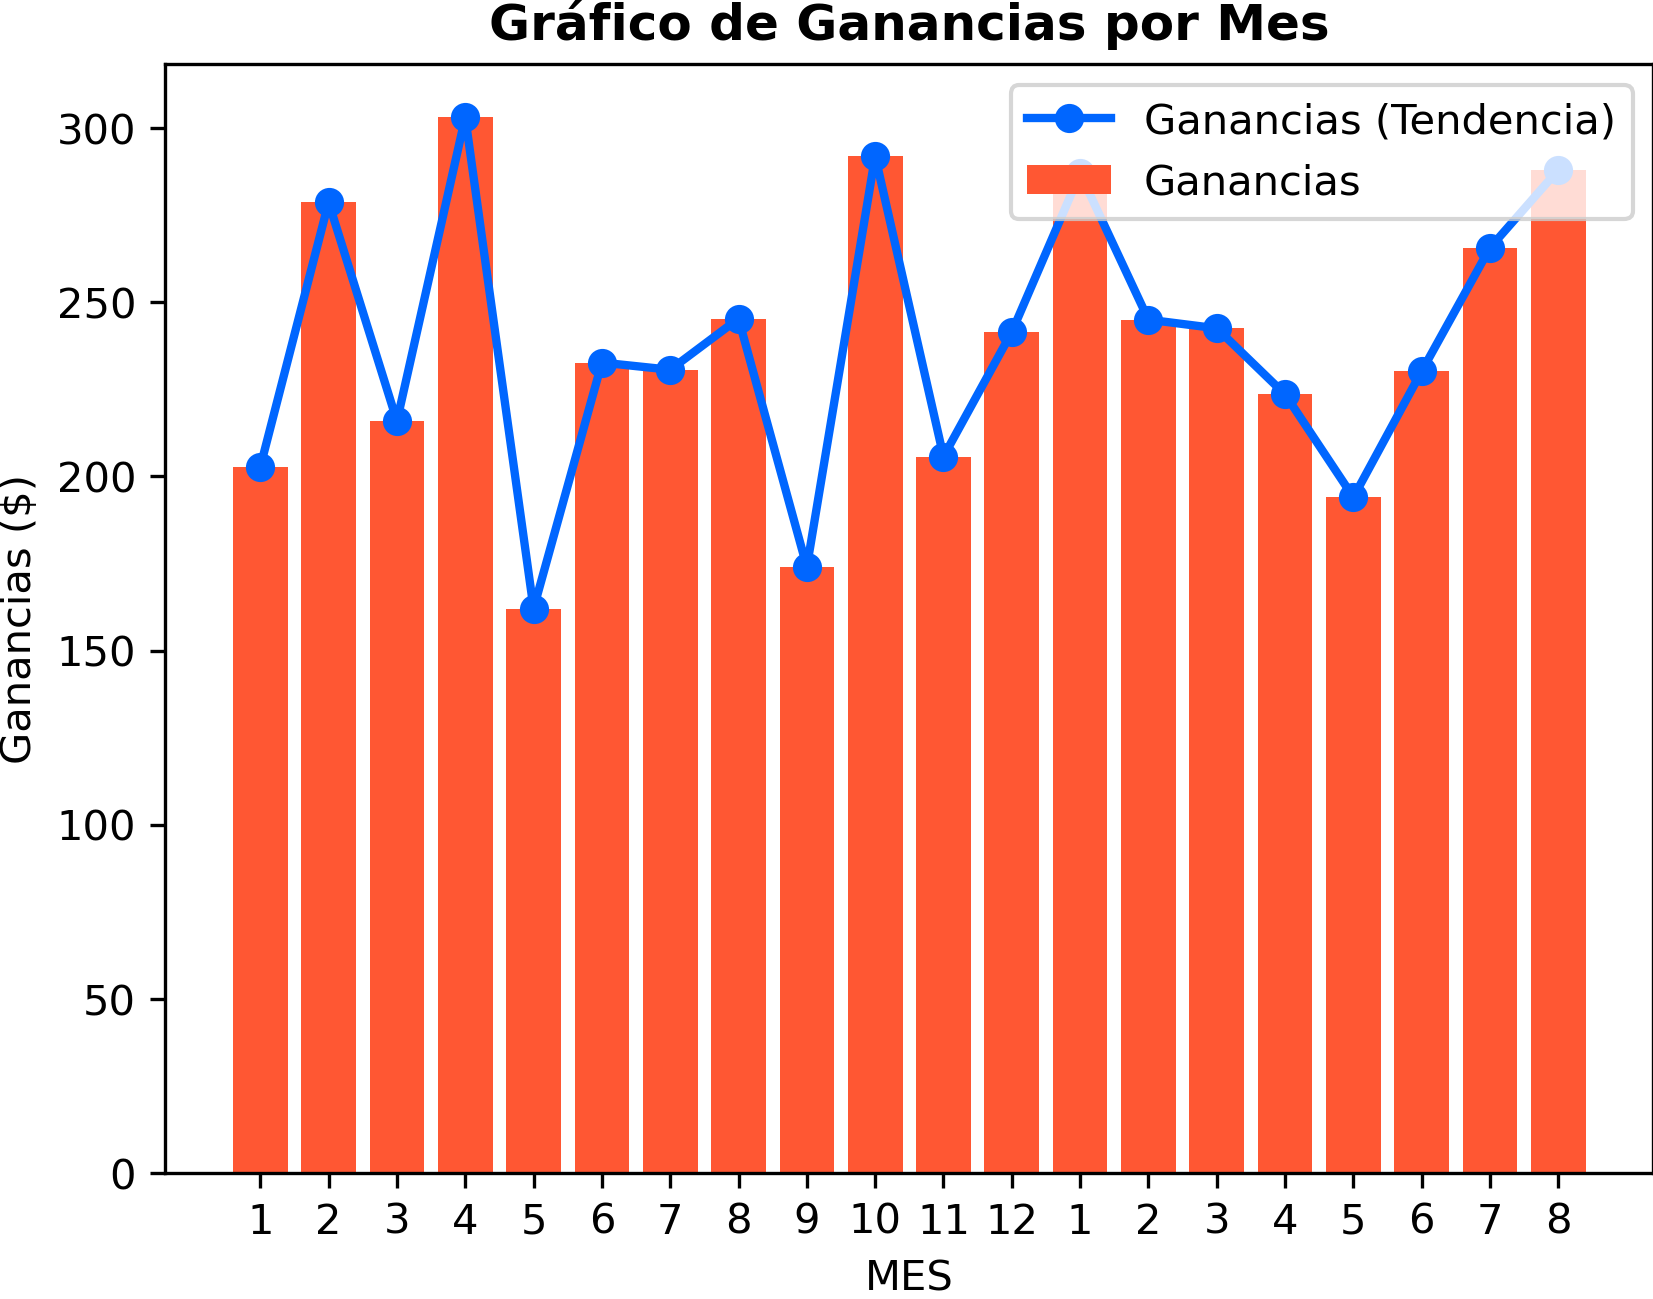 Gráfico de Ganancias por Mes
Ganancias (Tendencia)
Ganancias
300
250
200
150
100
50
0
Ganancias ($)
1 2 3 4 5 6 7 8 9 10 11 12 1 2 3 4 5 6 7 8
MES